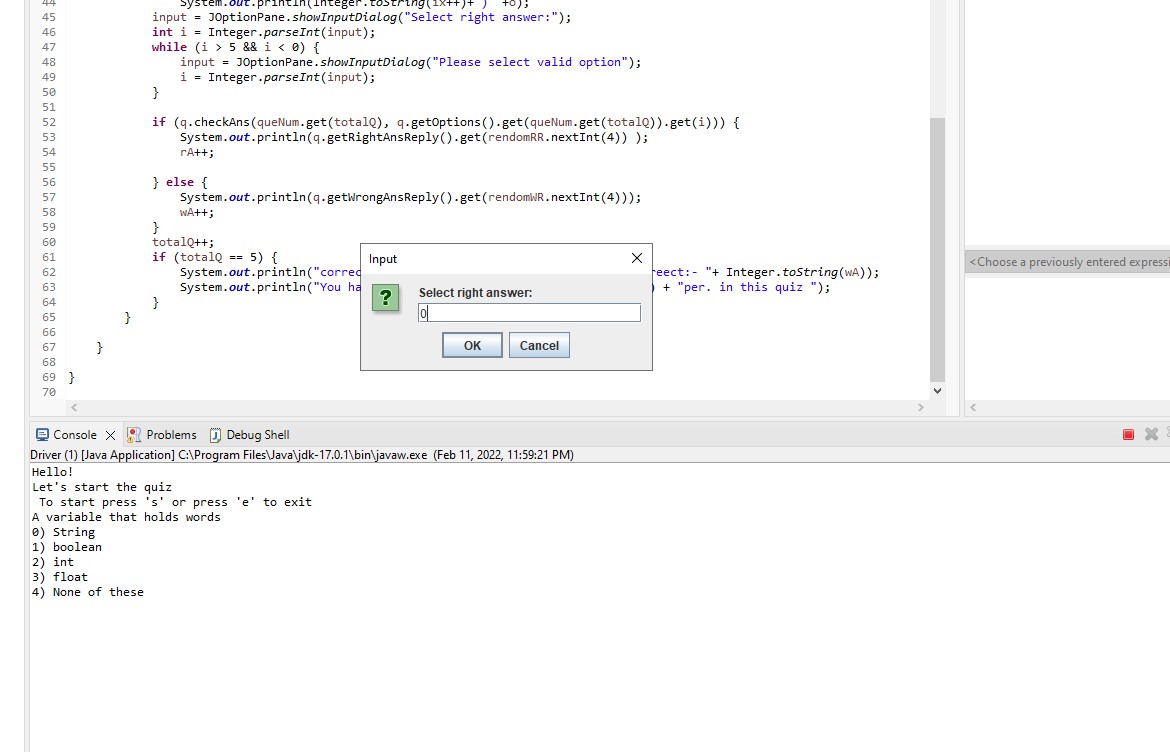 44 System.out.println(Integer.toString(ix++)+ ") "+o);
45 input = JOptionPane.showInputDialog("Select right answer:");
46 int i = Integer.parseInt(input);
47 while (i > 5 && i < 0) {
48 input = JOptionPane.showInputDialog("Please select valid option");
49 i = Integer.parseInt(input);
50 }
51
52 if (q.checkAns(queNum.get(totalQ), q.getOptions().get(queNum.get(totalQ)).get(i))) {
53 System.out.println(q.getRightAnsReply().get(rendomRR.nextInt(4)) );
54 rA++;
55
56 } else {
57 System.out.println(q.getWrongAnsReply().get(rendomWR.nextInt(4)));
58 wA++;
59 }
60 totalQ++;
61 if (totalQ == 5) {
62 System.out.println("correc reect:- "+ Integer.toString(wA));
63 System.out.println("You ha ) + "per. in this quiz ");
64 }
65 }
66
67 }
68
69 }
70
Input
Select right answer:
0
OK Cancel
<Choose a previously entered expressi
Console Problems Debug Shell
Driver (1) [Java Application] C:\Program Files\Java\jdk-17.0.1\bin\javaw.exe (Feb 11, 2022, 11:59:21 PM)
Hello!
Let's start the quiz
To start press 's' or press 'e' to exit
A variable that holds words
0) String
1) boolean
2) int
3) float
4) None of these